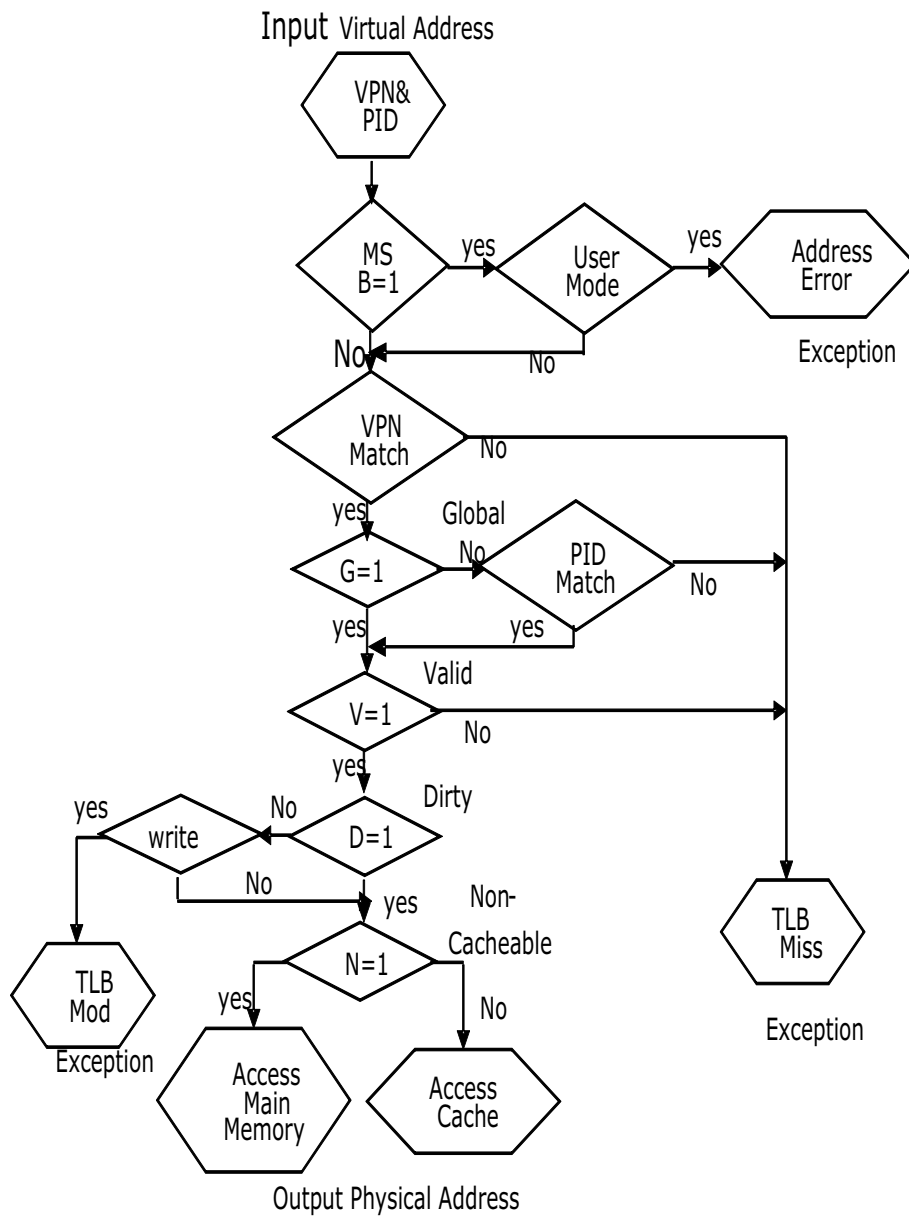 Input Virtual Address
VPN&
PID
MS
B=1
yes
User
Mode
yes
Address
Error
Exception
No
No
VPN
Match
No
yes
Global
No
G=1
PID
Match
No
yes
yes
Valid
V=1
No
yes
Dirty
yes
No
write
D=1
No
yes
Non-
Cacheable
N=1
TLB
Miss
Exception
TLB
Mod
Exception
yes
No
Access
Main
Memory
Access
Cache
Output Physical Address